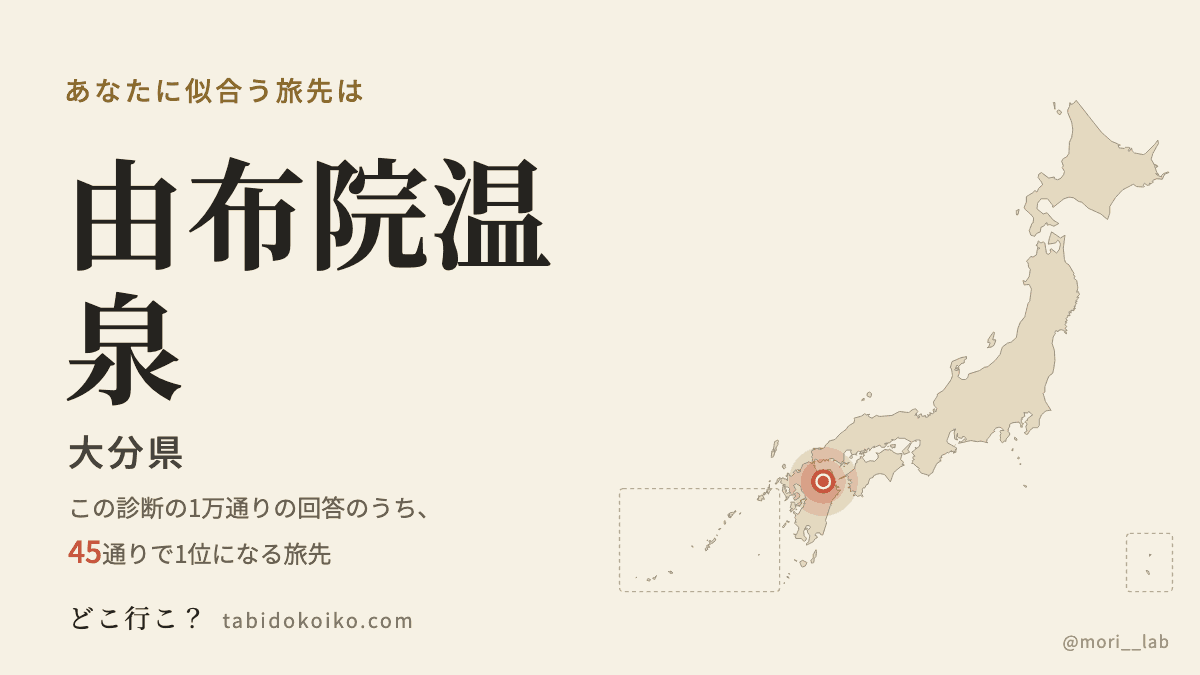 あなたに似合う旅先は
由布院温
泉
大分県
この診断の1万通りの回答のうち、
45通りで1位になる旅先
どこ行こ？ tabidokoiko.com
@mori__lab